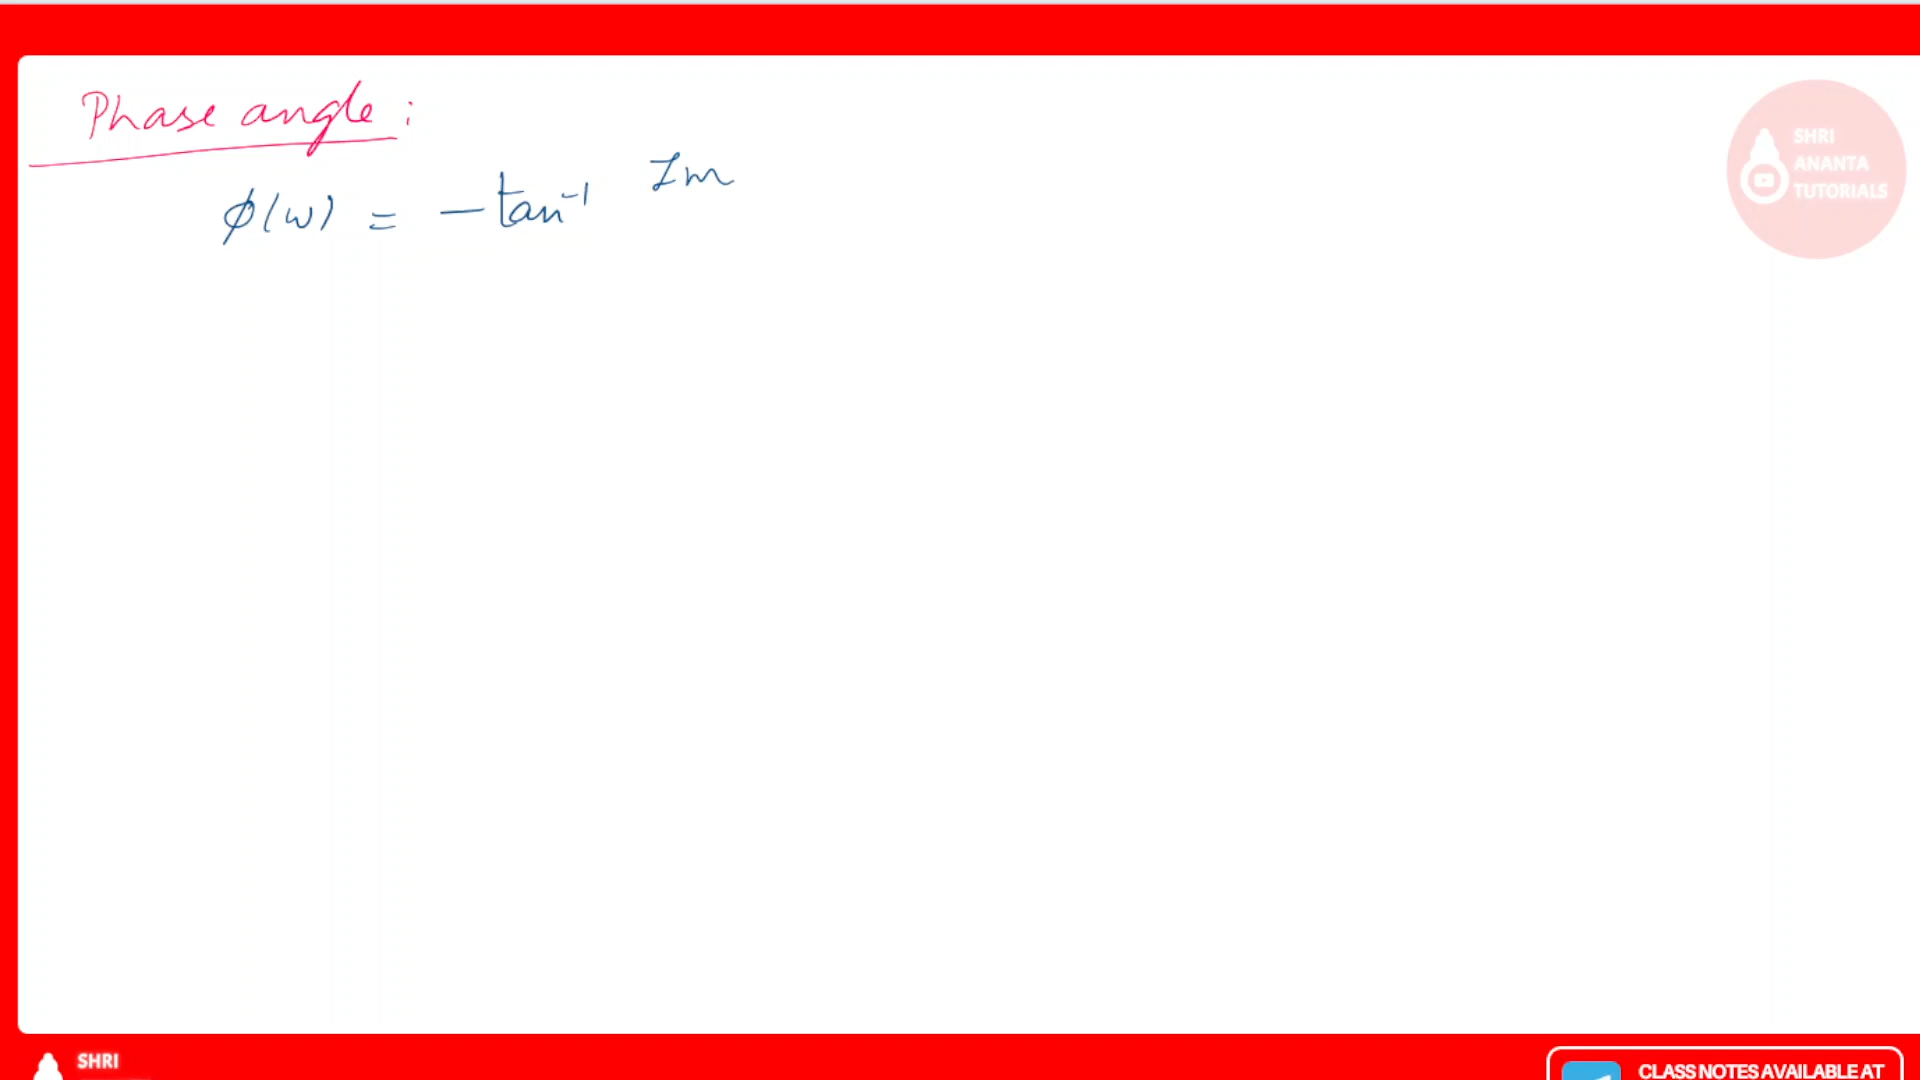 Phase angle :
ϕ(ω) = - tan⁻¹ Im
SHRI
ANANTA
TUTORIALS
SHRI
CLASS NOTES AVAILABLE AT